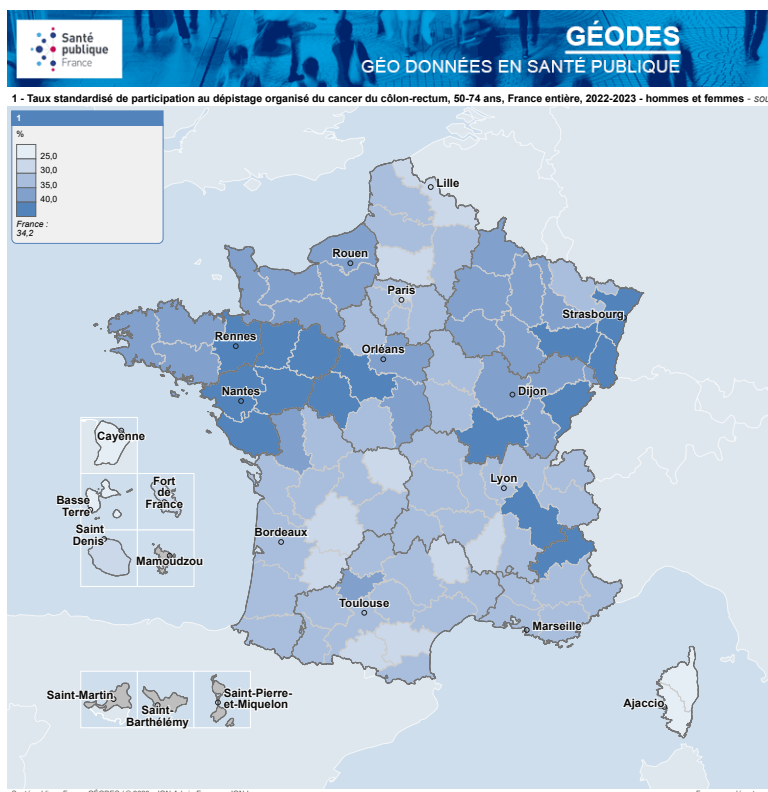 Santé
publique
France
GÉODES
GÉO DONNÉES EN SANTÉ PUBLIQUE
1 - Taux standardisé de participation au dépistage organisé du cancer du côlon-rectum, 50-74 ans, France entière, 2022-2023 - hommes et femmes - sou
1
%
25,0
30,0
35,0
40,0
France :
34,2
Lille
Rouen
Paris
Strasbourg
Rennes
Orléans
Nantes
Dijon
Cayenne
Lyon
Basse
Terre
Fort
de
France
Saint
Denis
Bordeaux
Mamoudzou
Toulouse
Marseille
Saint-Martin
Saint-
Barthélémy
Saint-Pierre-
et-Miquelon
Ajaccio